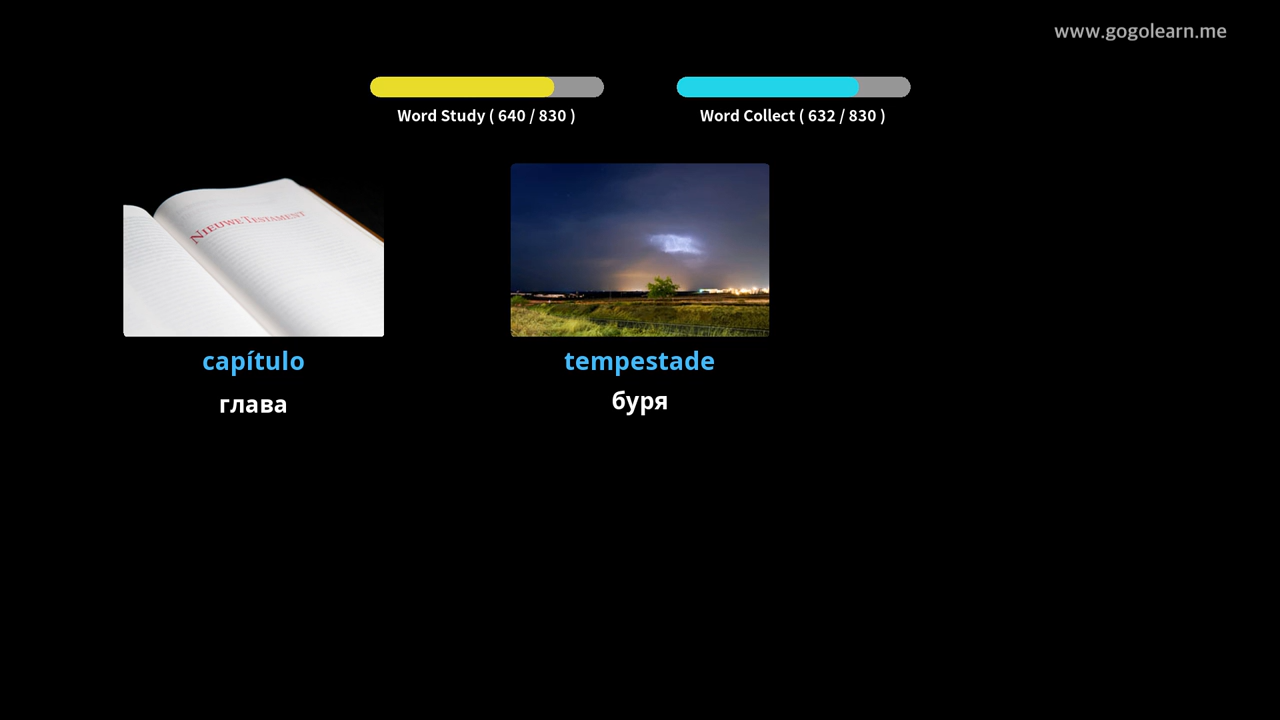 www.gogolearn.me
Word Study ( 640 / 830 )
Word Collect ( 632 / 830 )
NIEUWE TESTAMENT
capítulo
tempestade
глава
буря